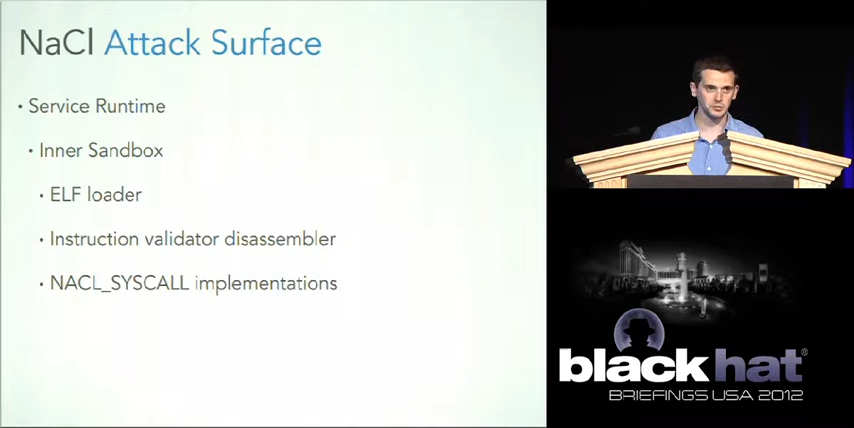 NaCl Attack Surface
• Service Runtime
• Inner Sandbox
• ELF loader
• Instruction validator disassembler
• NACL_SYSCALL implementations
black hat®
BRIEFINGS USA 2012